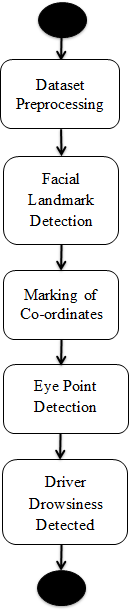 Dataset
Preprocessing
Facial
Landmark
Detection
Marking of
Co-ordinates
Eye Point
Detection
Driver
Drowsiness
Detected